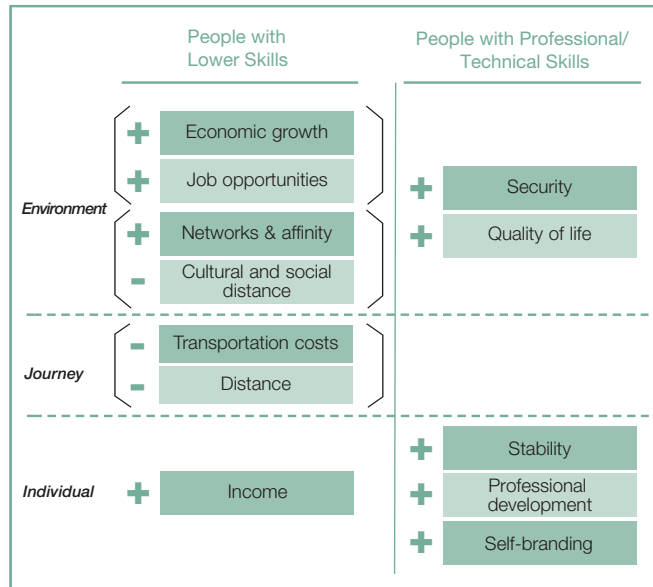 People with
Lower Skills
People with Professional/
Technical Skills
Environment
+ Economic growth
+ Job opportunities
+ Networks & affinity
- Cultural and social
distance
+ Security
+ Quality of life
Journey
- Transportation costs
- Distance
Individual
+ Income
+ Stability
+ Professional
development
+ Self-branding